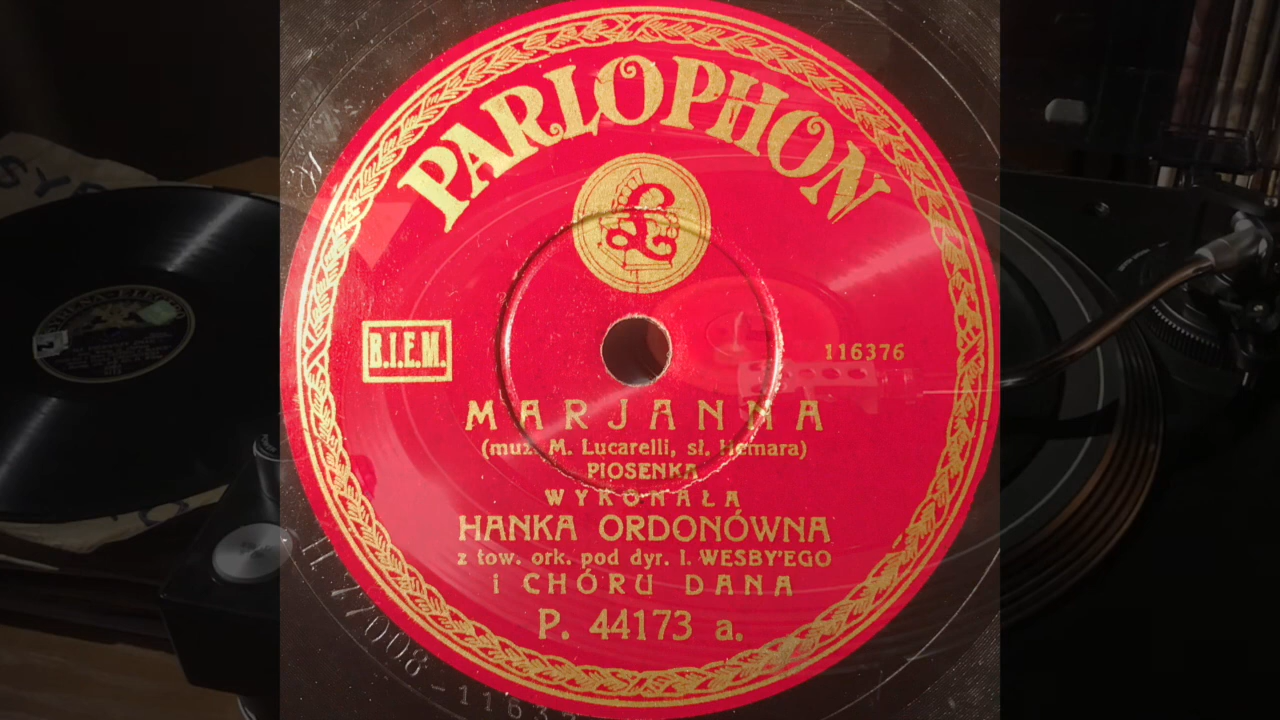 PARLOPHON
£
B.I.E.M.
116376
MARJANNA
(muz. M. Lucarelli, sł. Hemara)
PIOSENKA
WYKONAŁA
HANKA ORDONÓWNA
z tow. ork. pod dyr. I. WESBY'EGO
i CHÓRU DANA
P. 44173 a.